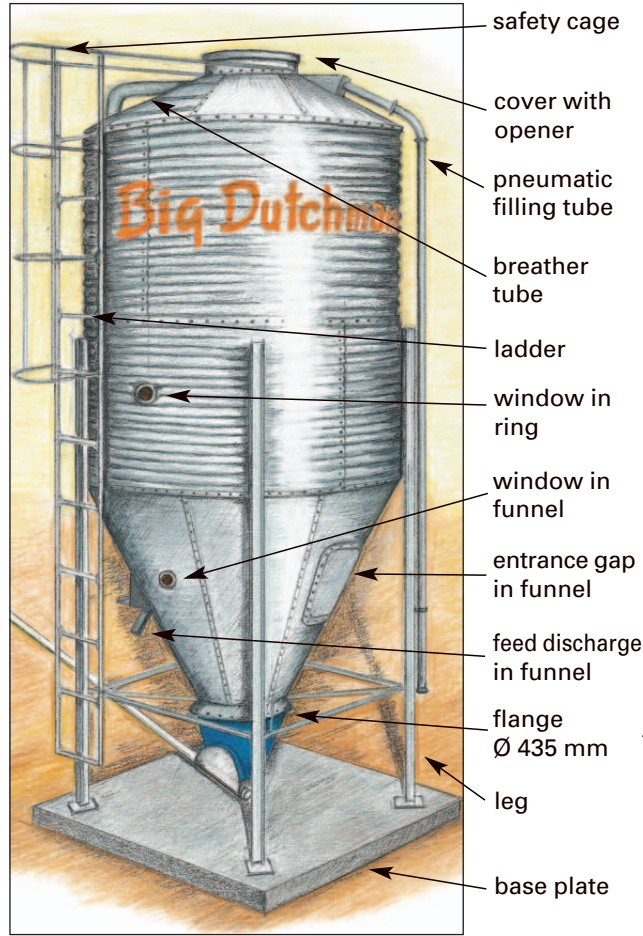 safety cage
cover with
opener
pneumatic
filling tube
Big Dutchman
breather
tube
ladder
window in
ring
window in
funnel
entrance gap
in funnel
feed discharge
in funnel
flange
Ø 435 mm
leg
base plate